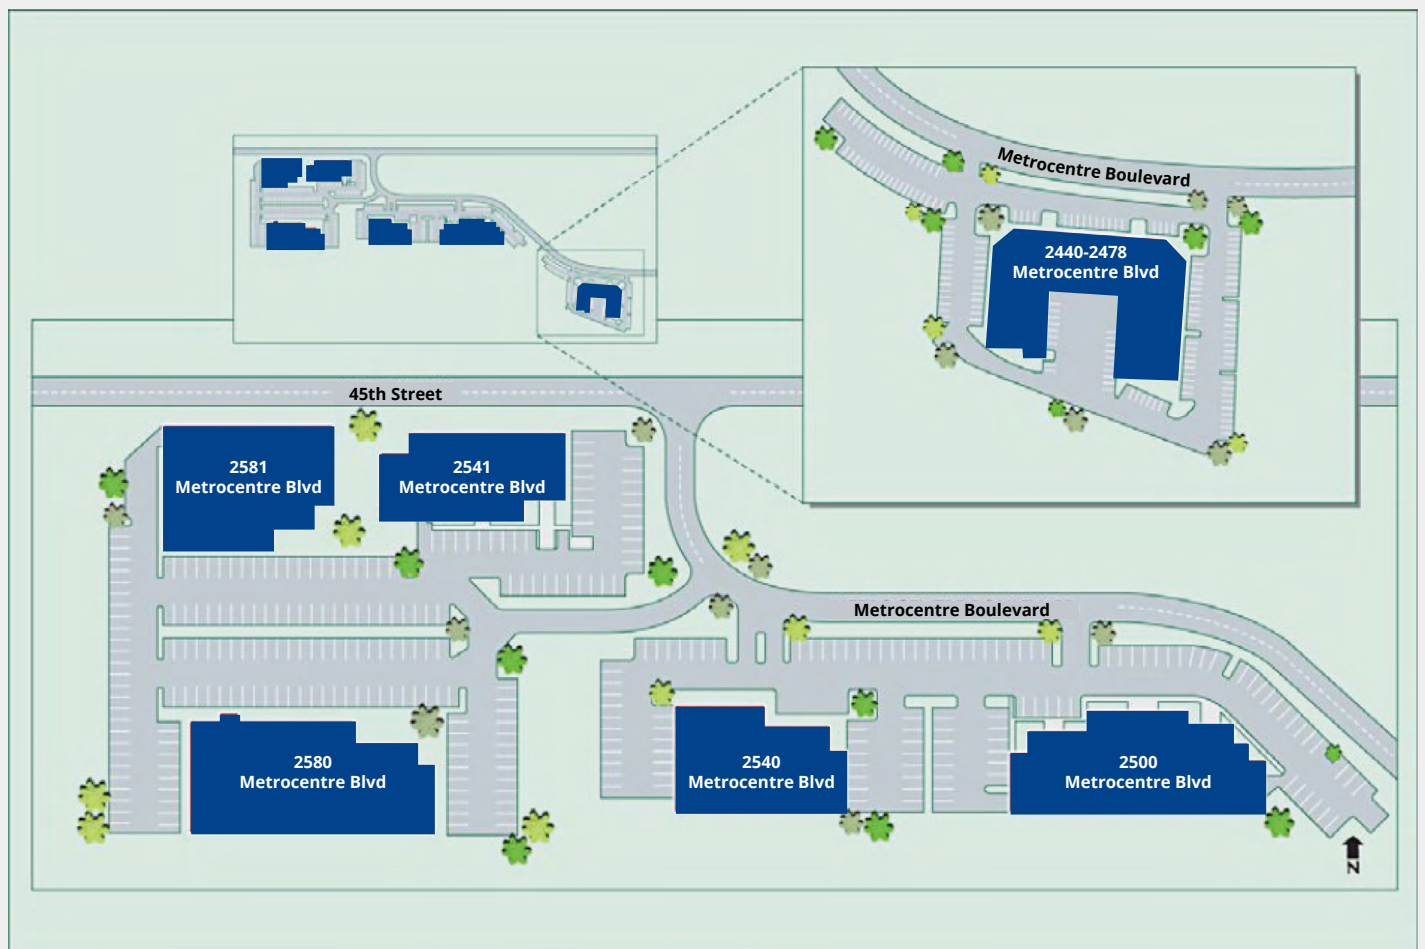 Metrocentre Boulevard
2440-2478
Metrocentre Blvd
45th Street
2581
Metrocentre Blvd
2541
Metrocentre Blvd
Metrocentre Boulevard
2580
Metrocentre Blvd
2540
Metrocentre Blvd
2500
Metrocentre Blvd
N